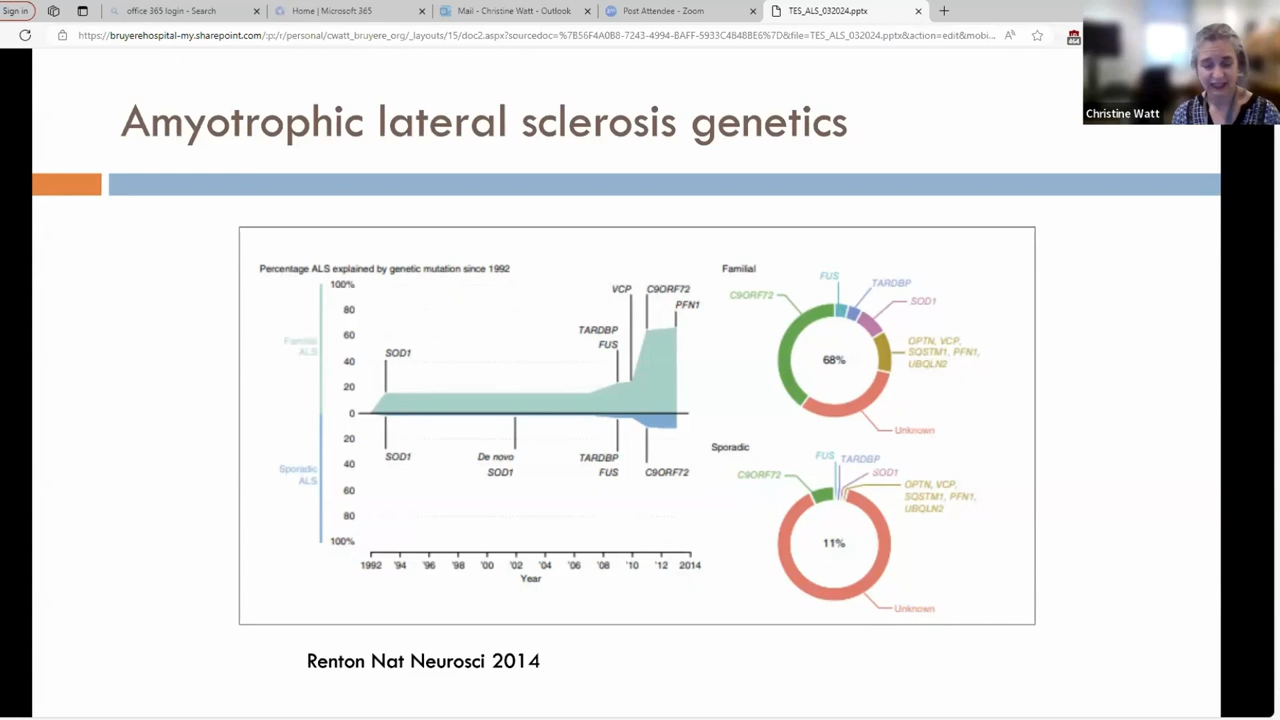 Sign in
office 365 login - Search
Home | Microsoft 365
Mail - Christine Watt - Outlook
Post Attendee - Zoom
TES_ALS_032024.pptx
https://bruyerehospital-my.sharepoint.com/:p:/r/personal/cwatt_bruyere_org/_layouts/15/doc2.aspx?sourcedoc=%7B56F4A0B8-7243-4994-BAFF-5933C4B48BE6%7D&file=TES_ALS_032024.pptx&action=edit&mobi...
Christine Watt
Amyotrophic lateral sclerosis genetics
Percentage ALS explained by genetic mutation since 1992
100%
80
60
40
20
0
20
40
60
80
100%
Familial
ALS
Sporadic
ALS
SOD1
VCP
C9ORF72
PFN1
TARDBP
FUS
SOD1
De novo
SOD1
TARDBP
FUS
C9ORF72
1992 '94 '96 '98 '00 '02 '04 '06 '08 '10 '12 2014
Year
Familial
FUS
TARDBP
C9ORF72
SOD1
OPTN, VCP,
SQSTM1, PFN1,
UBQLN2
68%
Unknown
Sporadic
FUS
TARDBP
C9ORF72
SOD1
OPTN, VCP,
SQSTM1, PFN1,
UBQLN2
11%
Unknown
Renton Nat Neurosci 2014